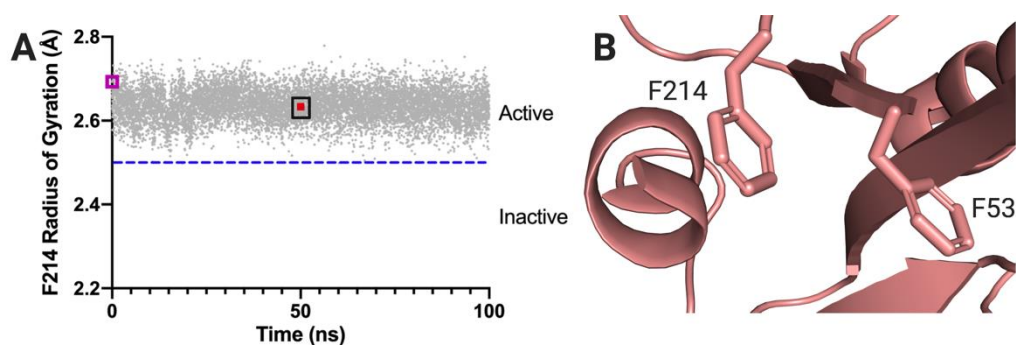 A
F214 Radius of Gyration (Å)
2.8
2.6
2.4
2.2
0
50
100
Time (ns)
Active
Inactive
B
F214
F53